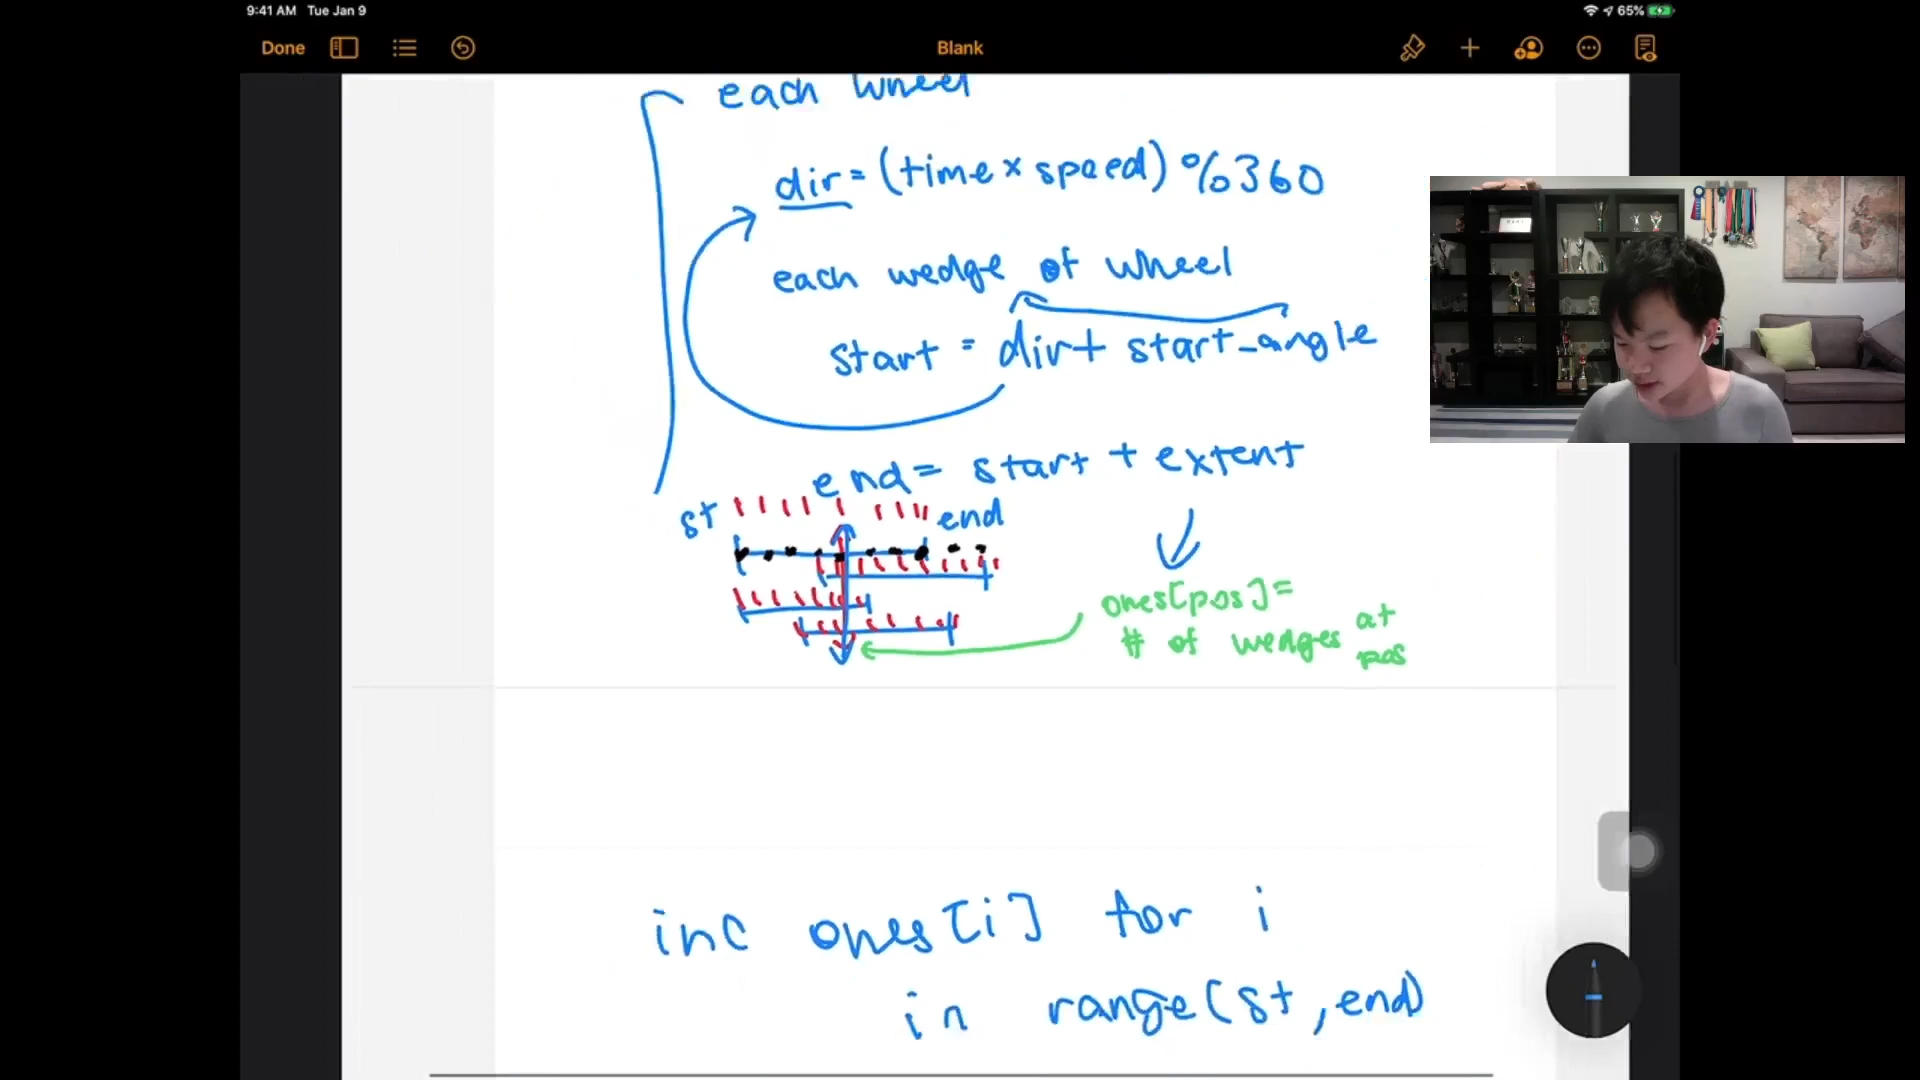 9:41 AM Tue Jan 9
65%
Done
Blank
each wheel
dir = (time x speed) % 360
each wedge of wheel
start = dir + start_angle
end = start + extent
st
end
ones[pos] =
# of wedges at pos
inc ones[i] for i
in range(st, end)